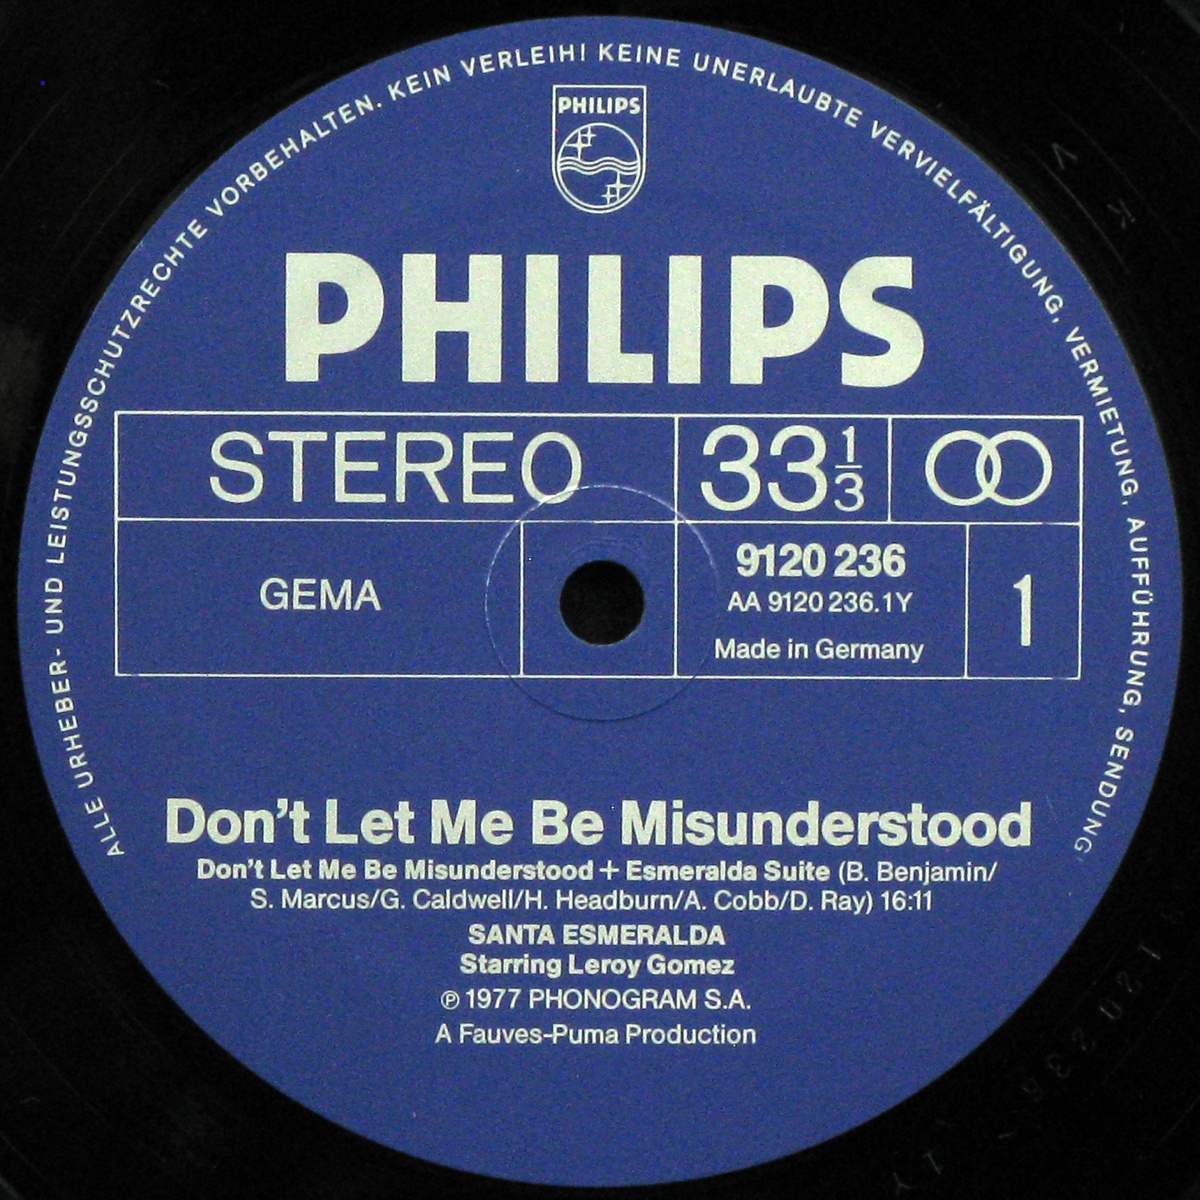 ALLE URHEBER- UND LEISTUNGSSCHUTZRECHTE VORBEHALTEN. KEIN VERLEIH! KEINE UNERLAUBTE VERVIELFÄLTIGUNG, VERMIETUNG, AUFFÜHRUNG, SENDUNG
PHILIPS
PHILIPS
STEREO 33 1/3
GEMA 9120 236 1
AA 9120 236.1Y
Made in Germany
Don't Let Me Be Misunderstood
Don't Let Me Be Misunderstood + Esmeralda Suite (B. Benjamin/
S. Marcus/G. Caldwell/H. Headburn/A. Cobb/D. Ray) 16:11
SANTA ESMERALDA
Starring Leroy Gomez
℗ 1977 PHONOGRAM S.A.
A Fauves-Puma Production